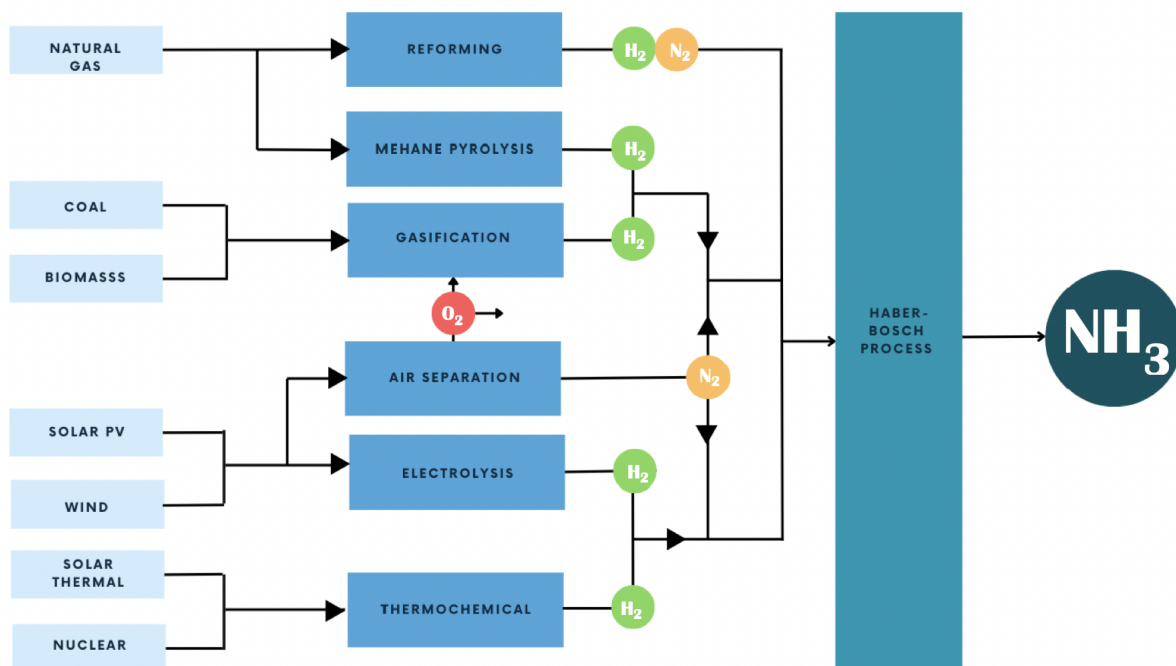 NATURAL
GAS
REFORMING
H₂
N₂
MEHANE PYROLYSIS
H₂
COAL
GASIFICATION
H₂
BIOMASSS
O₂
AIR SEPARATION
N₂
HABER-
BOSCH
PROCESS
NH₃
SOLAR PV
ELECTROLYSIS
H₂
WIND
SOLAR
THERMAL
THERMOCHEMICAL
H₂
NUCLEAR